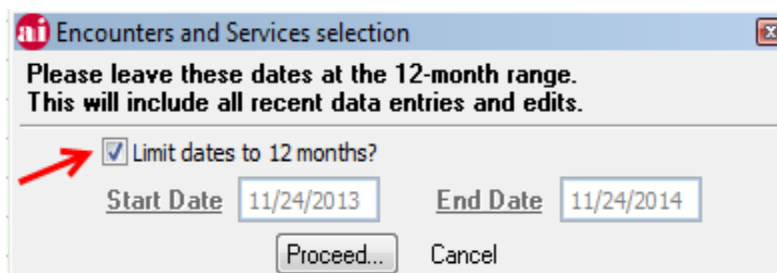 ai Encounters and Services selection
Please leave these dates at the 12-month range.
This will include all recent data entries and edits.
Limit dates to 12 months?
Start Date 11/24/2013 End Date 11/24/2014
Proceed... Cancel